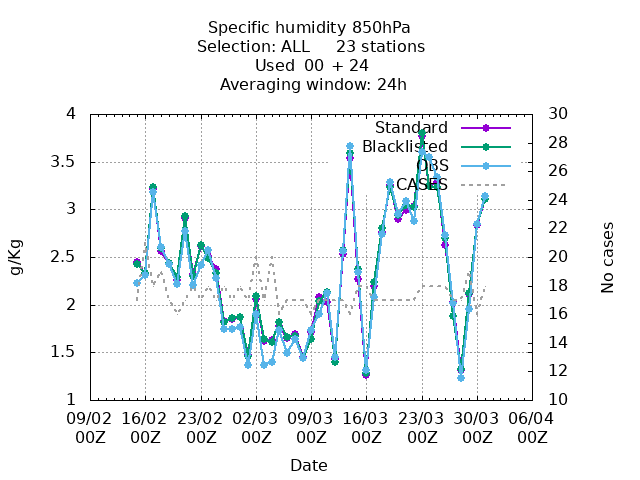 Specific humidity 850hPa
Selection: ALL 23 stations
Used 00 + 24
Averaging window: 24h
4
3.5
3
2.5
2
1.5
1
g/Kg
30
28
26
24
22
20
18
16
14
12
10
No cases
Standard
Blacklisted
OBS
CASES
09/02 16/02 23/02 02/03 09/03 16/03 23/03 30/03 06/04
00Z 00Z 00Z 00Z 00Z 00Z 00Z 00Z 00Z
Date